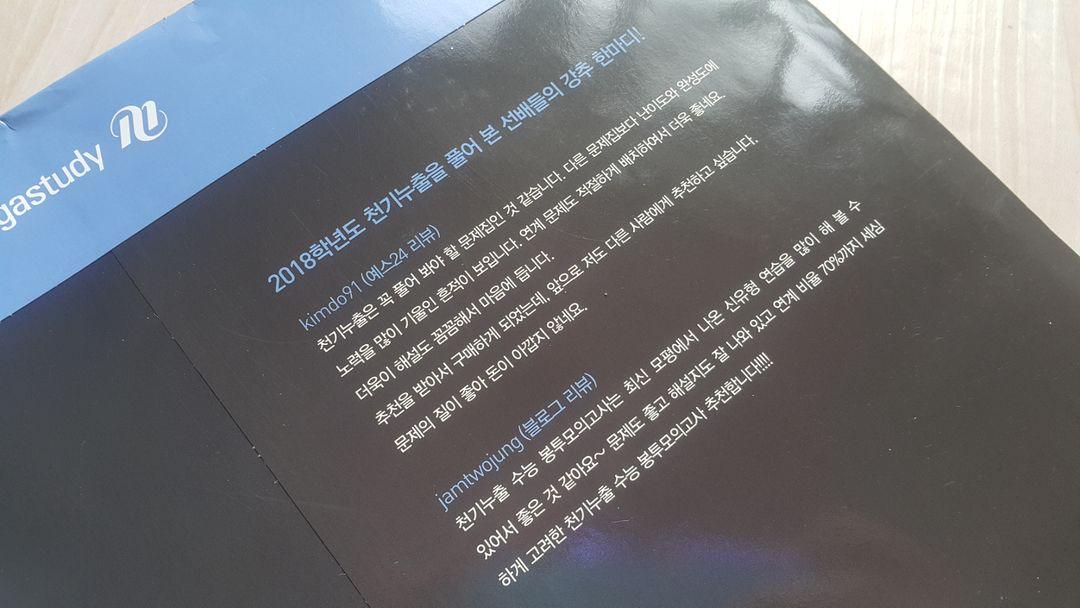 gastudy
2018학년도 천기누출을 풀어 본 선배들의 강추 한마디!
kimdo91 (예스24 리뷰)
천기누출은 꼭 풀어 봐야 할 문제집인 것 같습니다. 다른 문제집보다 난이도와 완성도에
노력을 많이 기울인 흔적이 보입니다. 연계 문제도 적절하게 배치하여서 더욱 좋네요.
더욱이 해설도 꼼꼼해서 마음에 듭니다.
추천을 받아서 구매하게 되었는데, 앞으로 저도 다른 사람에게 추천하고 싶습니다.
문제의 질이 좋아 돈이 아깝지 않네요.
jamtwojung (블로그 리뷰)
천기누출 수능 봉투모의고사는 최신 모평에서 나온 신유형 연습을 많이 해 볼 수
있어서 좋은 것 같아요~ 문제도 좋고 해설지도 잘 나와 있고 연계 비율 70%까지 세심
하게 고려한 천기누출 수능 봉투모의고사 추천합니다!!!!